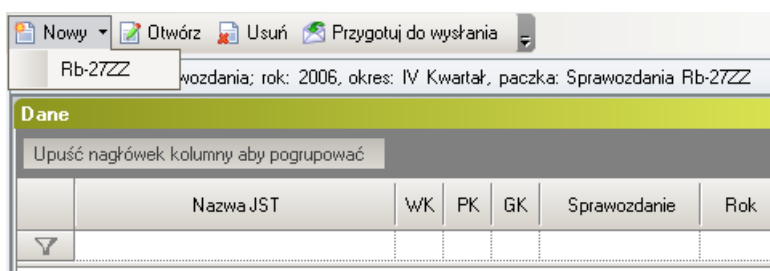 Nowy Otwórz Usuń Przygotuj do wysłania
Rb-27ZZ
wozdania; rok: 2006, okres: IV Kwartał, paczka: Sprawozdania Rb-27ZZ
Dane
Upuść nagłówek kolumny aby pogrupować
Nazwa JST WK PK GK Sprawozdanie Rok